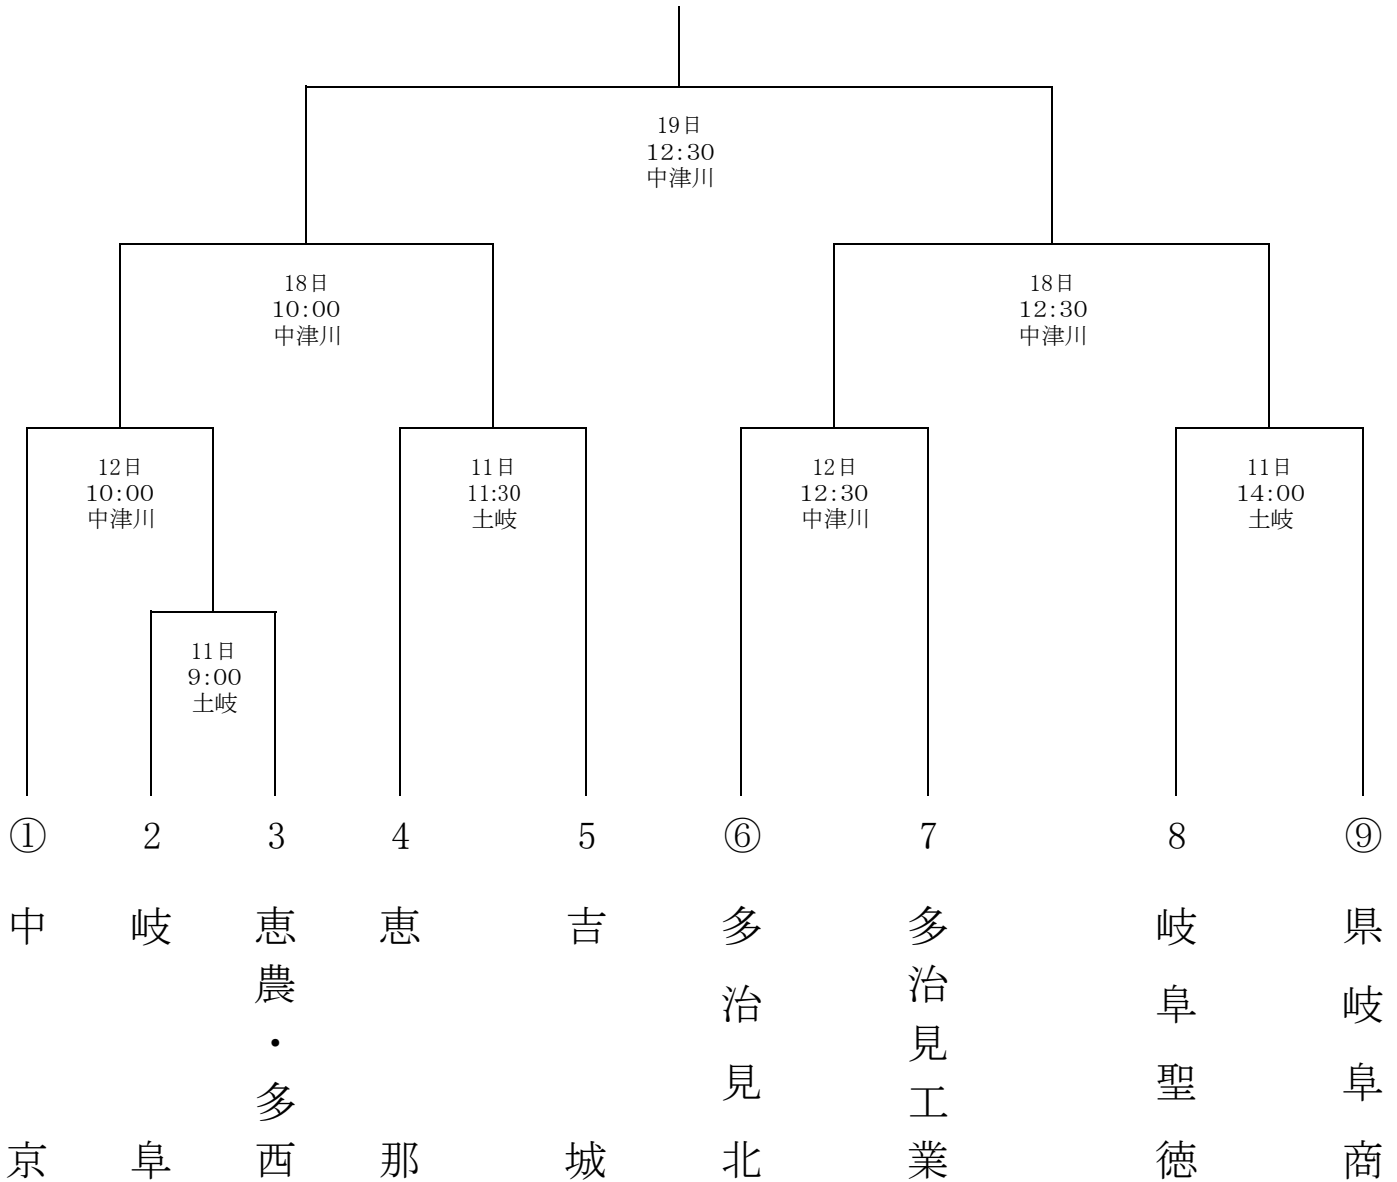 19日
12:30
中津川
18日
10:00
中津川
18日
12:30
中津川
12日
10:00
中津川
11日
11:30
土岐
12日
12:30
中津川
11日
14:00
土岐
11日
9:00
土岐
①
2
3
4
5
⑥
7
8
⑨
中京
岐阜
恵農・多西
恵那
吉城
多治見北
多治見工業
岐阜聖徳
県岐阜商